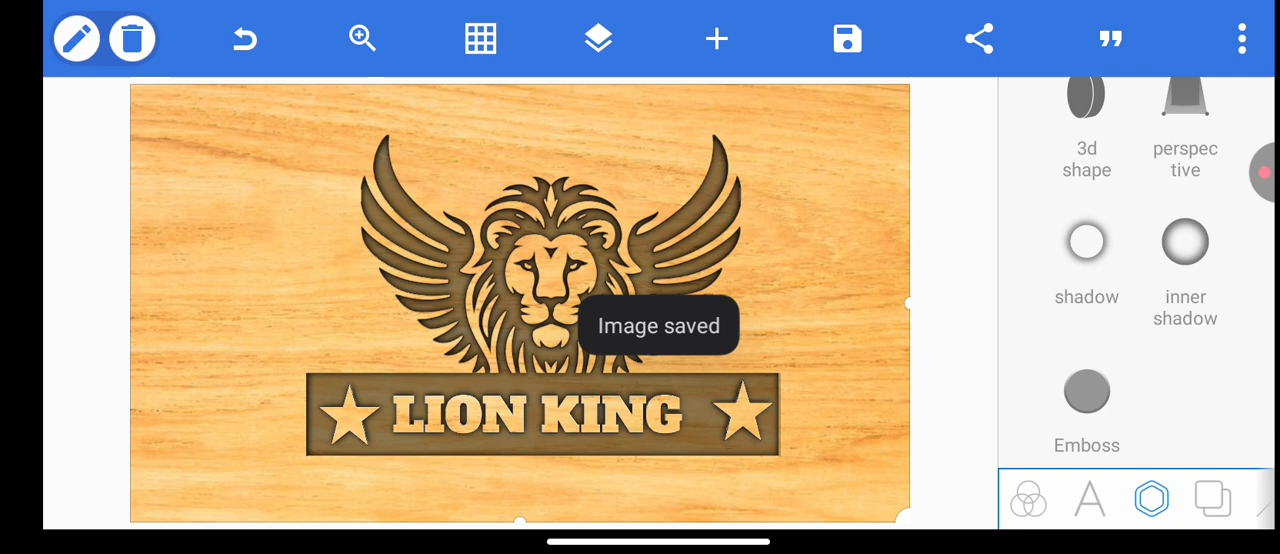 3d
shape
perspec
tive
shadow
inner
shadow
Image saved
LION KING
Emboss